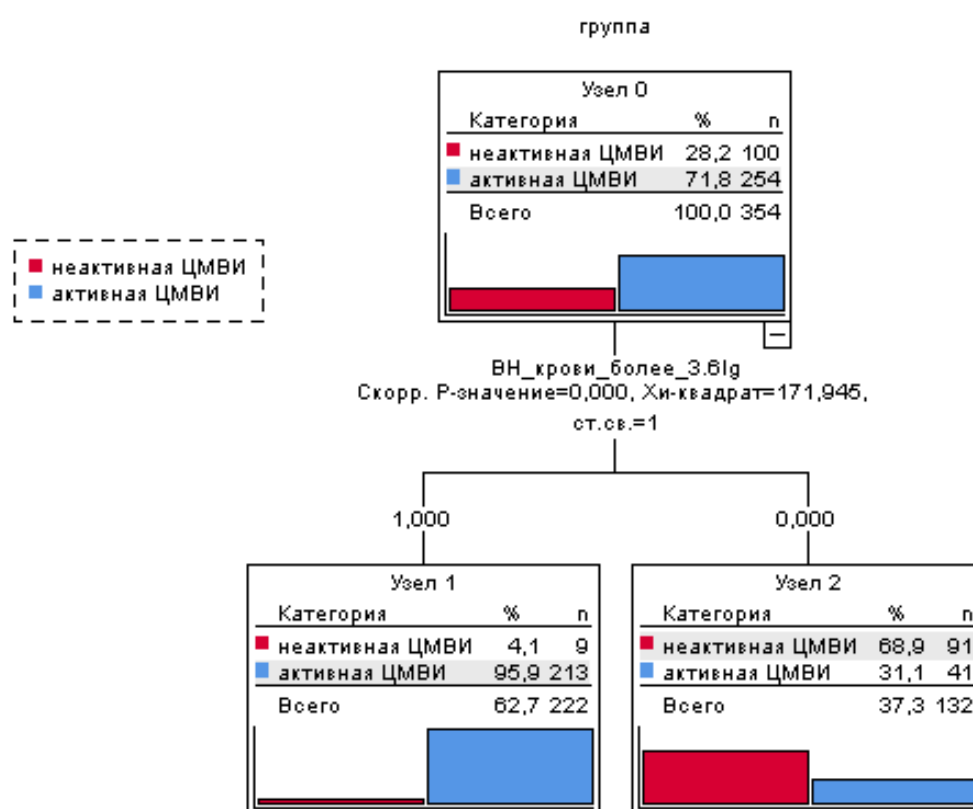 группа
Узел 0
Категория % n
неактивная ЦМВИ 28,2 100
активная ЦМВИ 71,8 254
Всего 100,0 354
неактивная ЦМВИ
активная ЦМВИ
ВН_крови_более_3.6lg
Скорр. Р-значение=0,000, Хи-квадрат=171,945,
ст.св.=1
1,000
0,000
Узел 1
Категория % n
неактивная ЦМВИ 4,1 9
активная ЦМВИ 95,9 213
Всего 62,7 222
Узел 2
Категория % n
неактивная ЦМВИ 68,9 91
активная ЦМВИ 31,1 41
Всего 37,3 132